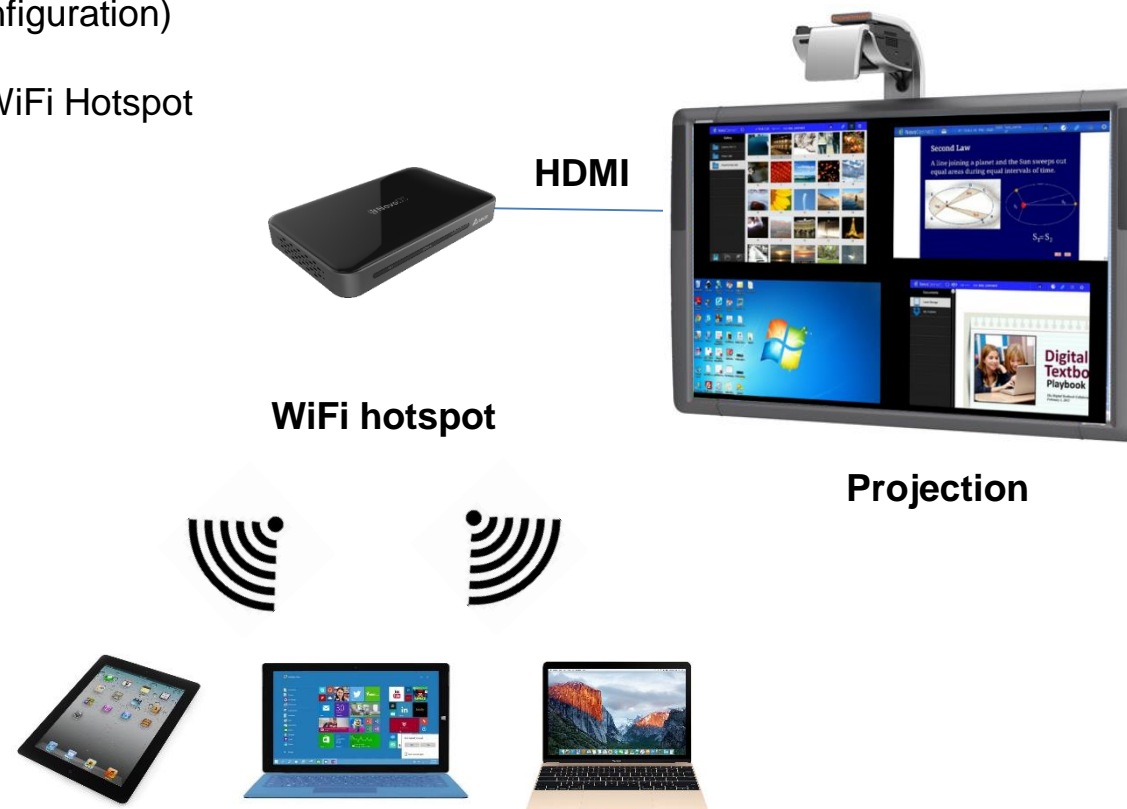 nfiguration)
WiFi Hotspot
HDMI
Second Law
A line joining a planet and the Sun sweeps out
equal areas during equal intervals of time.
Digital
Textbo
Playbook
WiFi hotspot
Projection